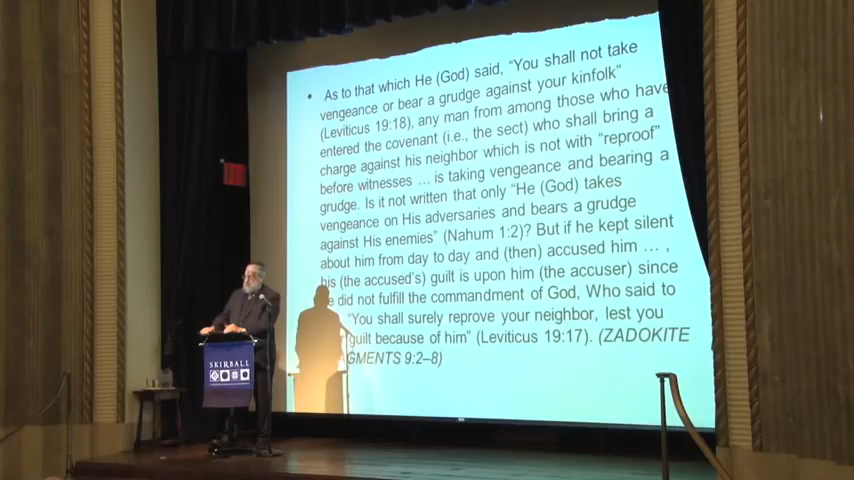 • As to that which He (God) said, “You shall not take
vengeance or bear a grudge against your kinfolk”
(Leviticus 19:18), any man from among those who have
entered the covenant (i.e., the sect) who shall bring a
charge against his neighbor which is not with “reproof”
before witnesses … is taking vengeance and bearing a
grudge. Is it not written that only “He (God) takes
vengeance on His adversaries and bears a grudge
against His enemies” (Nahum 1:2)? But if he kept silent
about him from day to day and (then) accused him … ,
his (the accused’s) guilt is upon him (the accuser) since
did not fulfill the commandment of God, Who said to
“You shall surely reprove your neighbor, lest you
guilt because of him” (Leviticus 19:17). (ZADOKITE
GMENTS 9:2–8)
SKIRBALL